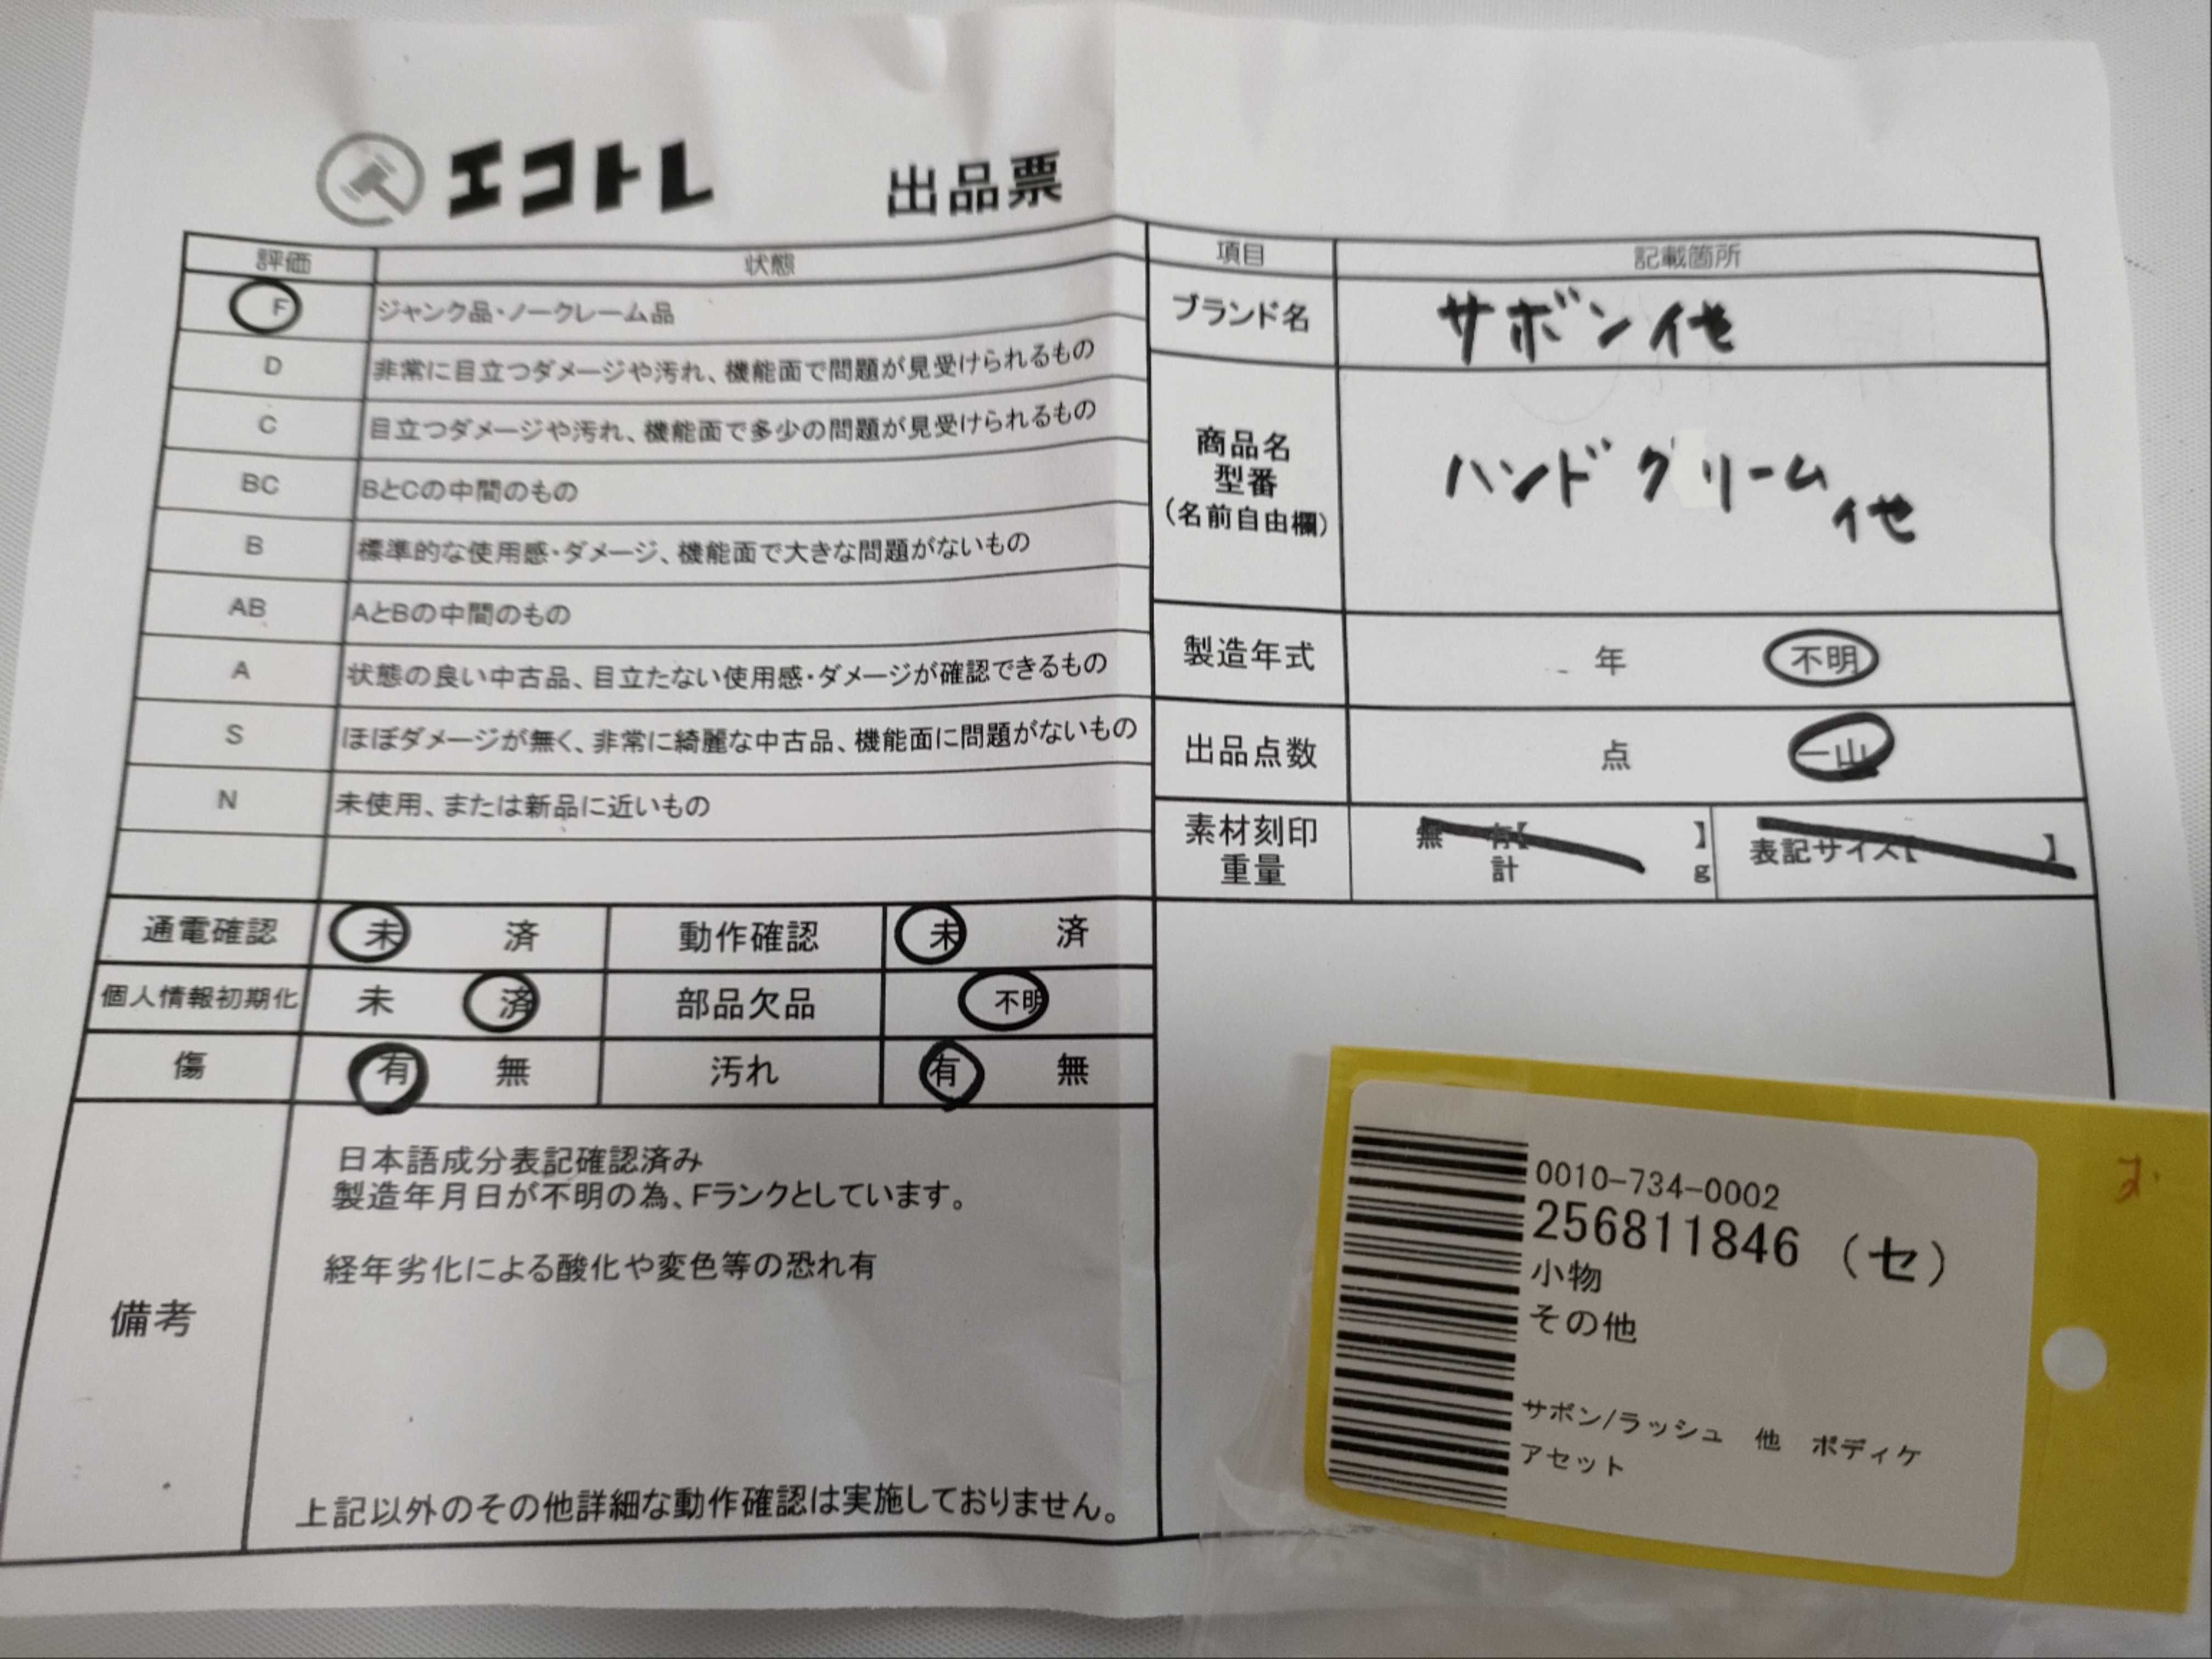 エコトレ 出品票
評価 状態
F ジャンク品・ノークレーム品
D 非常に目立つダメージや汚れ、機能面で問題が見受けられるもの
C 目立つダメージや汚れ、機能面で多少の問題が見受けられるもの
BC BとCの中間のもの
B 標準的な使用感・ダメージ、機能面で大きな問題がないもの
AB AとBの中間のもの
A 状態の良い中古品、目立たない使用感・ダメージが確認できるもの
S ほぼダメージが無く、非常に綺麗な中古品、機能面に問題がないもの
N 未使用、または新品に近いもの
通電確認 未 済 動作確認 未 済
個人情報初期化 未 済 部品欠品 不明
傷 有 無 汚れ 有 無
備考
日本語成分表記確認済み
製造年月日が不明の為、Fランクとしています。
経年劣化による酸化や変色等の恐れ有
上記以外のその他詳細な動作確認は実施しておりません。
項目 記載箇所
ブランド名 サボン他
商品名
型番
(名前自由欄)
ハンドクリーム
他
製造年式 年 不明
出品点数 点 一山
素材刻印
重量
無 有【 】
計 g
表記サイズ【 】
0010-734-0002
256811846 (セ)
小物
その他
サボン/ラッシュ 他 ボディケ
アセット